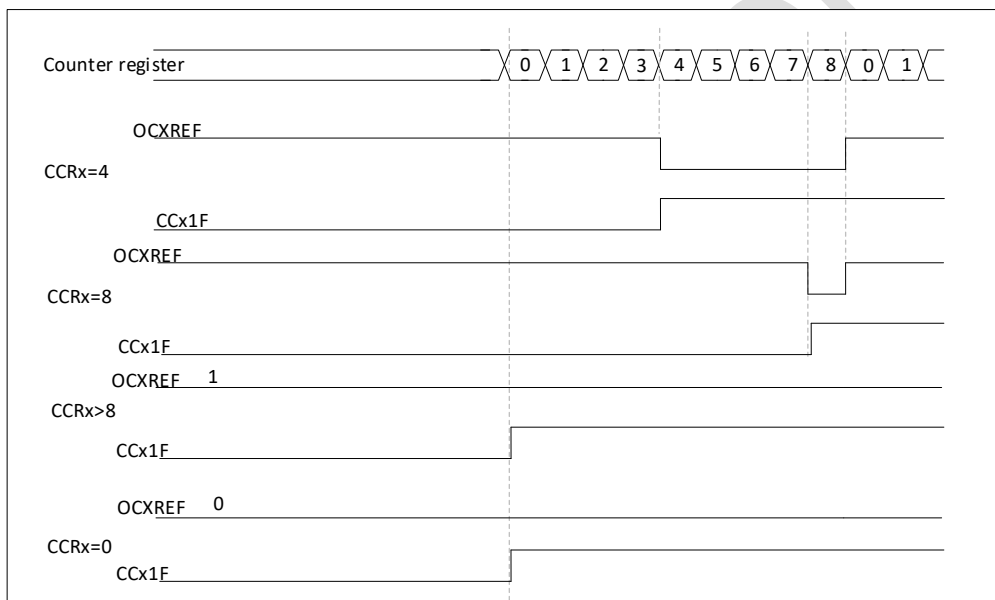 Counter register 0 1 2 3 4 5 6 7 8 0 1
OCXREF
CCRx=4
CCx1F
OCXREF
CCRx=8
CCx1F
OCXREF 1
CCRx>8
CCx1F
OCXREF 0
CCRx=0
CCx1F